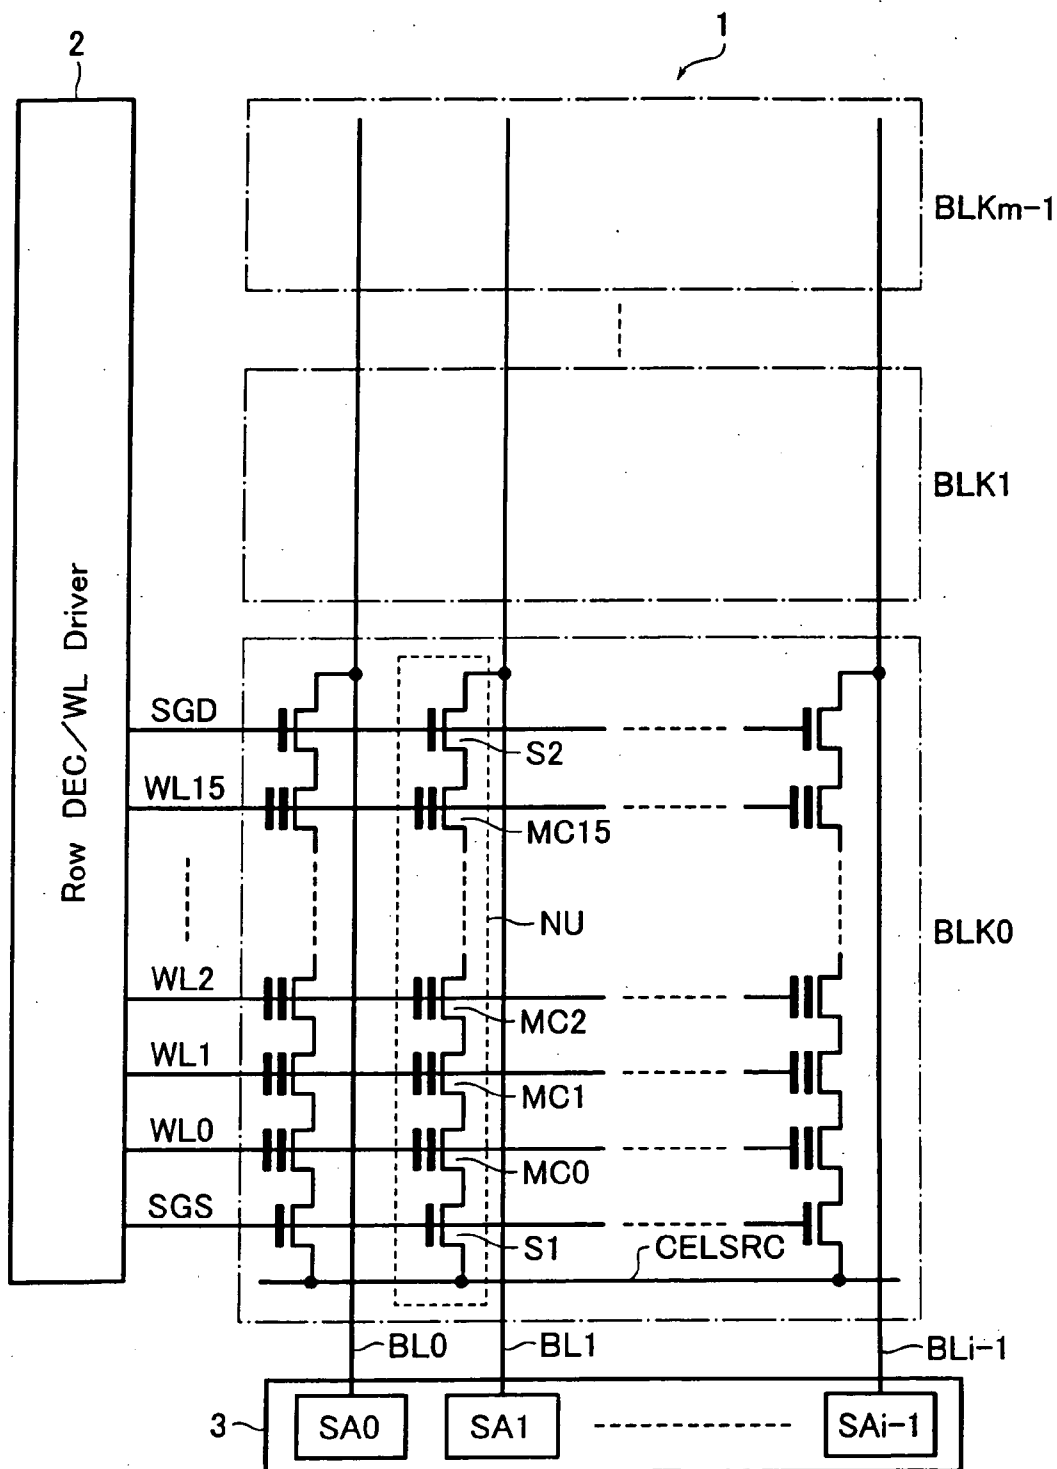 1
2
BLKm-1
BLK1
Row DEC/WL Driver
SGD
S2
WL15
MC15
NU
BLK0
WL2
MC2
WL1
MC1
WL0
MC0
SGS
S1
CELSRC
BL0
BL1
BLi-1
3
SA0
SA1
SAi-1